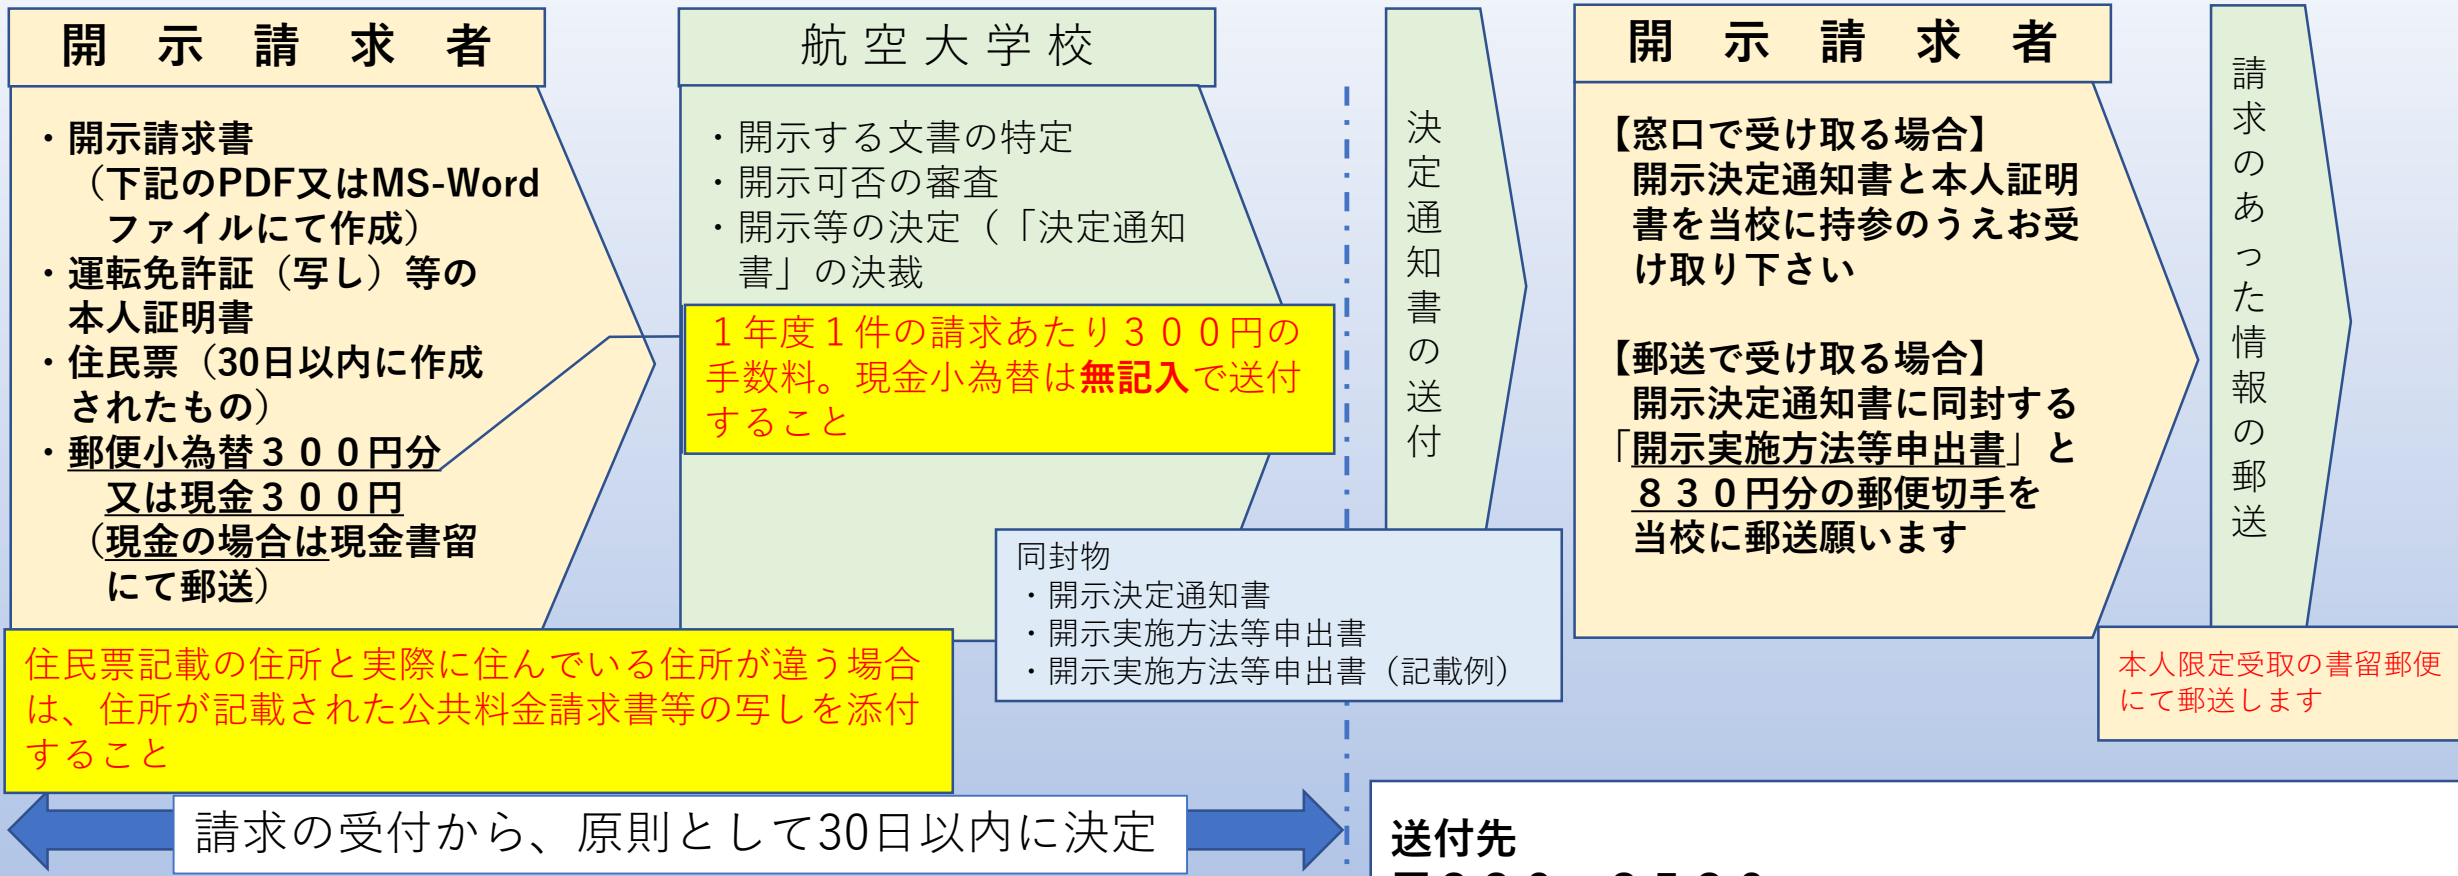 開示請求者
・開示請求書
（下記のPDF又はMS-Word
ファイルにて作成）
・運転免許証（写し）等の
本人証明書
・住民票（30日以内に作成
されたもの）
・郵便小為替３００円分
又は現金３００円
（現金の場合は現金書留
にて郵送）
住民票記載の住所と実際に住んでいる住所が違う場合
は、住所が記載された公共料金請求書等の写しを添付
すること
航空大学校
・開示する文書の特定
・開示可否の審査
・開示等の決定（「決定通知
書」の決裁
１年度１件の請求あたり３００円の
手数料。現金小為替は無記入で送付
すること
決定通知書の送付
同封物
・開示決定通知書
・開示実施方法等申出書
・開示実施方法等申出書（記載例）
開示請求者
【窓口で受け取る場合】
開示決定通知書と本人証明
書を当校に持参のうえお受
け取り下さい
【郵送で受け取る場合】
開示決定通知書に同封する
「開示実施方法等申出書」と
８３０円分の郵便切手を
当校に郵送願います
請求のあった情報の郵送
本人限定受取の書留郵便
にて郵送します
請求の受付から、原則として30日以内に決定
送付先